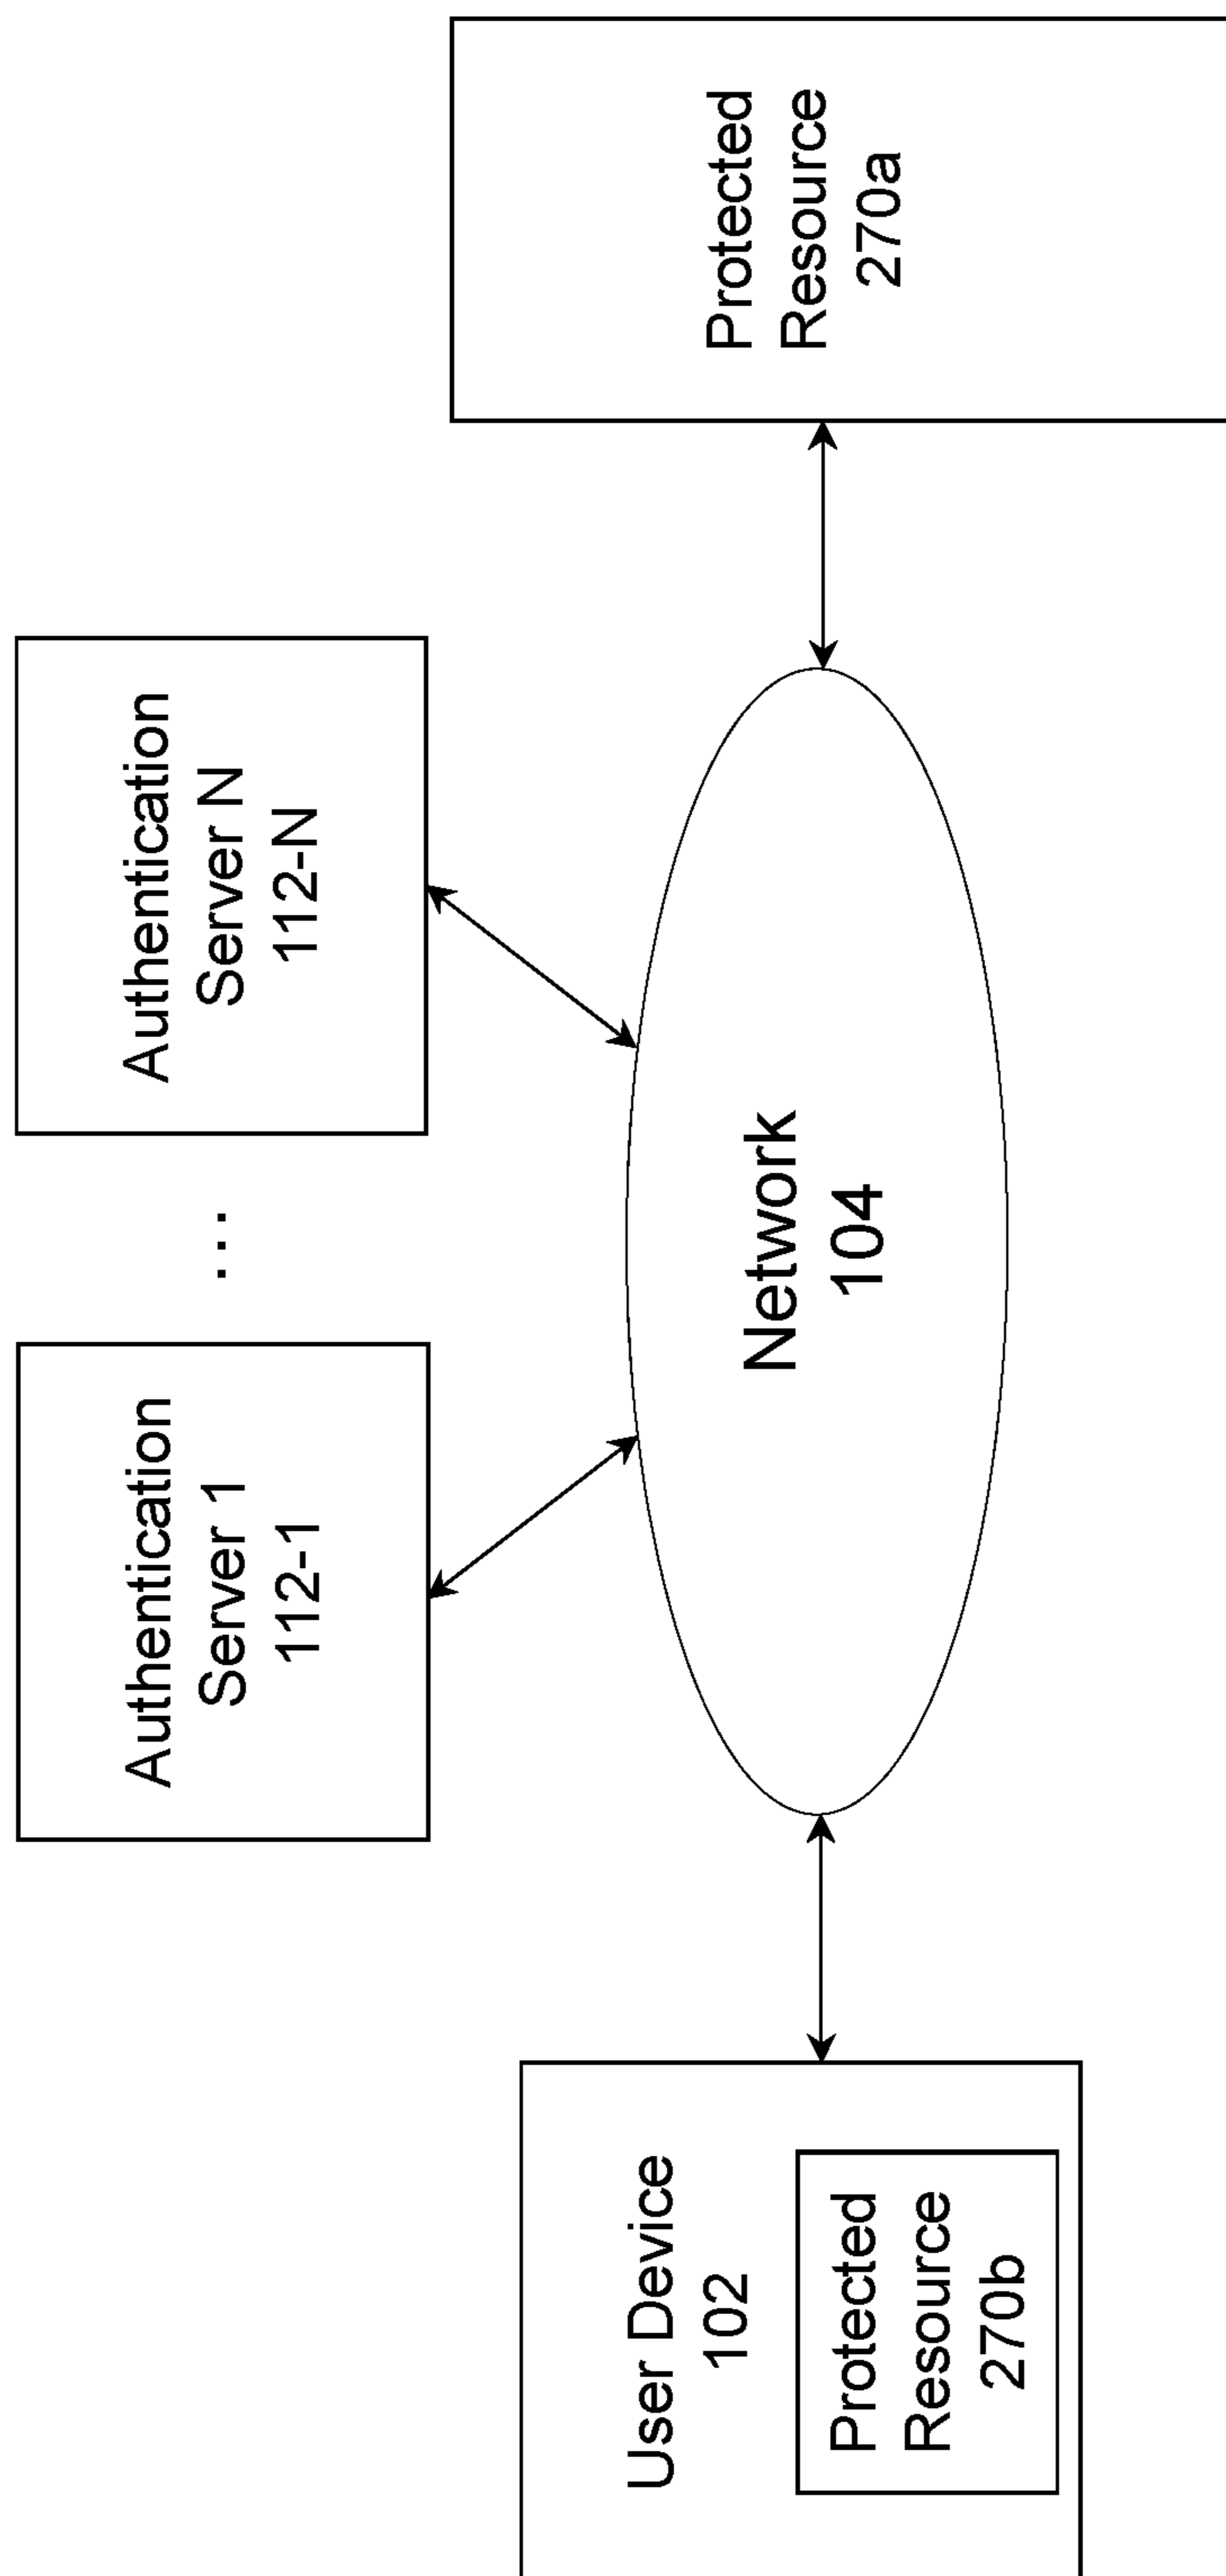 Authentication
Server 1
112-1
...
Authentication
Server N
112-N
User Device
102
Protected
Resource
270b
Network
104
Protected
Resource
270a